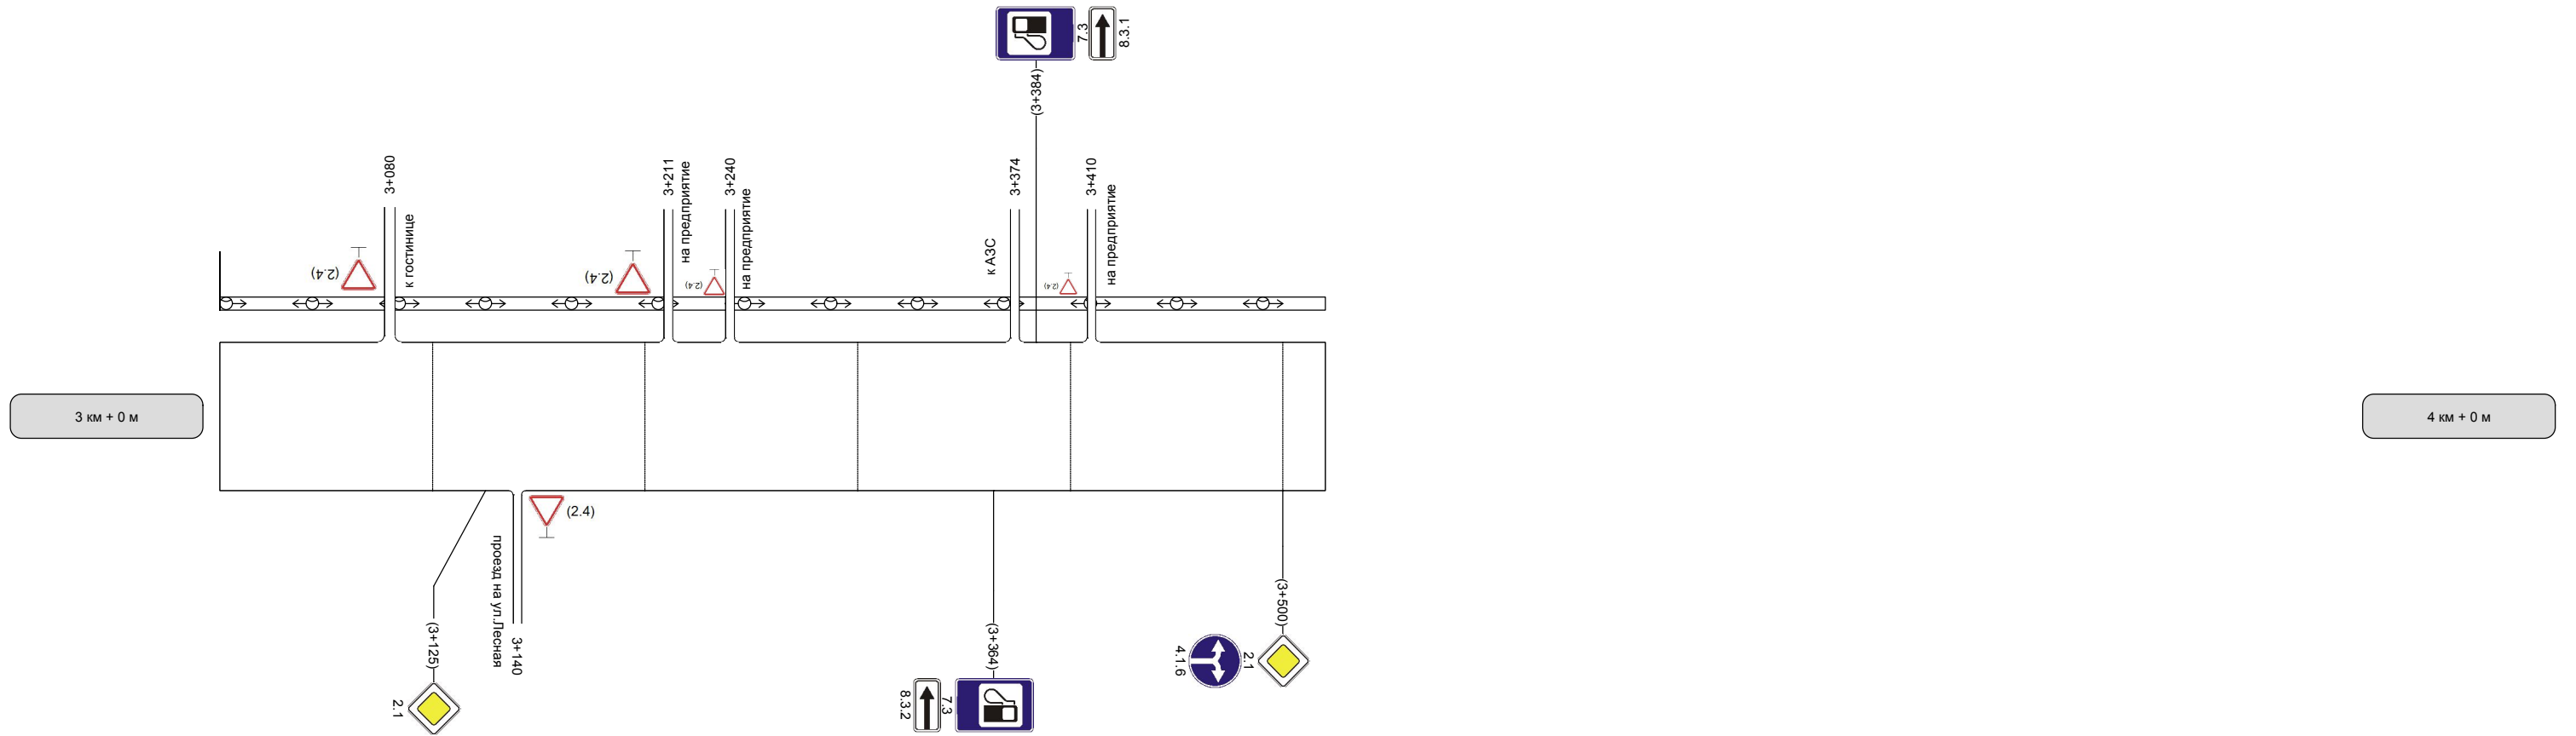 7.3
8.3.1
(3+384)
3+080
к гостинице
(2.4)
3+211
на предприятие
(2.4)
3+240
на предприятие
(2.4)
3+374
к АЗС
3+410
на предприятие
(2.4)
3 км + 0 м
4 км + 0 м
(2.4)
проезд на ул.Лесная
3+140
(3+125)
2.1
(3+364)
7.3
8.3.2
(3+500)
2.1
4.1.6